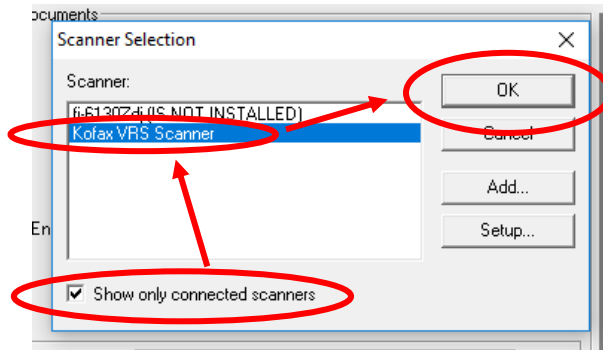 ocuments
Scanner Selection
Scanner:
fi-6130Zdj (IS NOT INSTALLED)
Kofax VRS Scanner
OK
Cancel
Add...
Setup...
En
Show only connected scanners